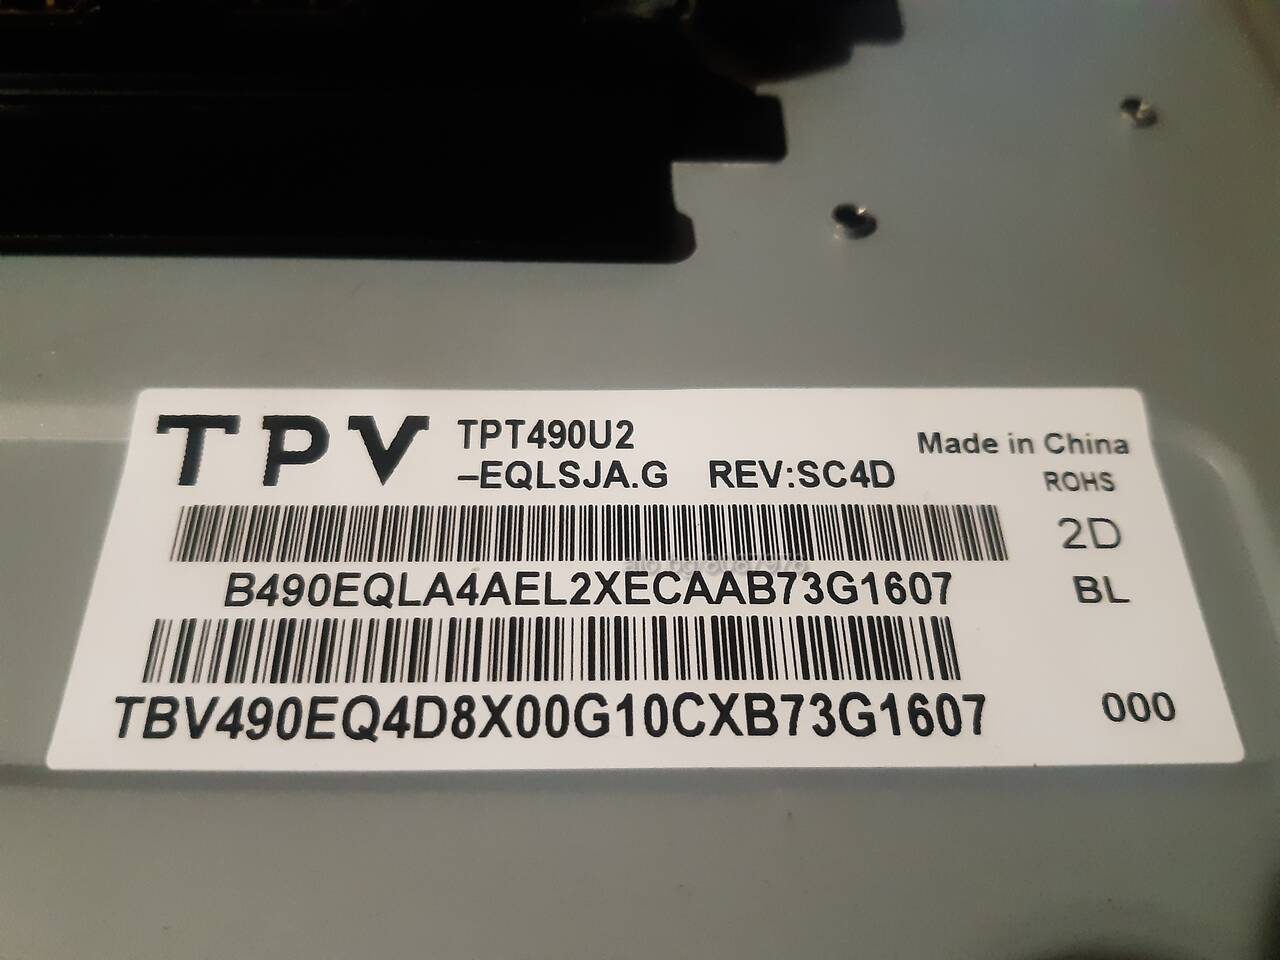 TPV TPT490U2
-EQLSJA.G REV:SC4D
Made in China
ROHS
2D
B490EQLA4AEL2XECAAB73G1607
BL
TBV490EQ4D8X00G10CXB73G1607
000